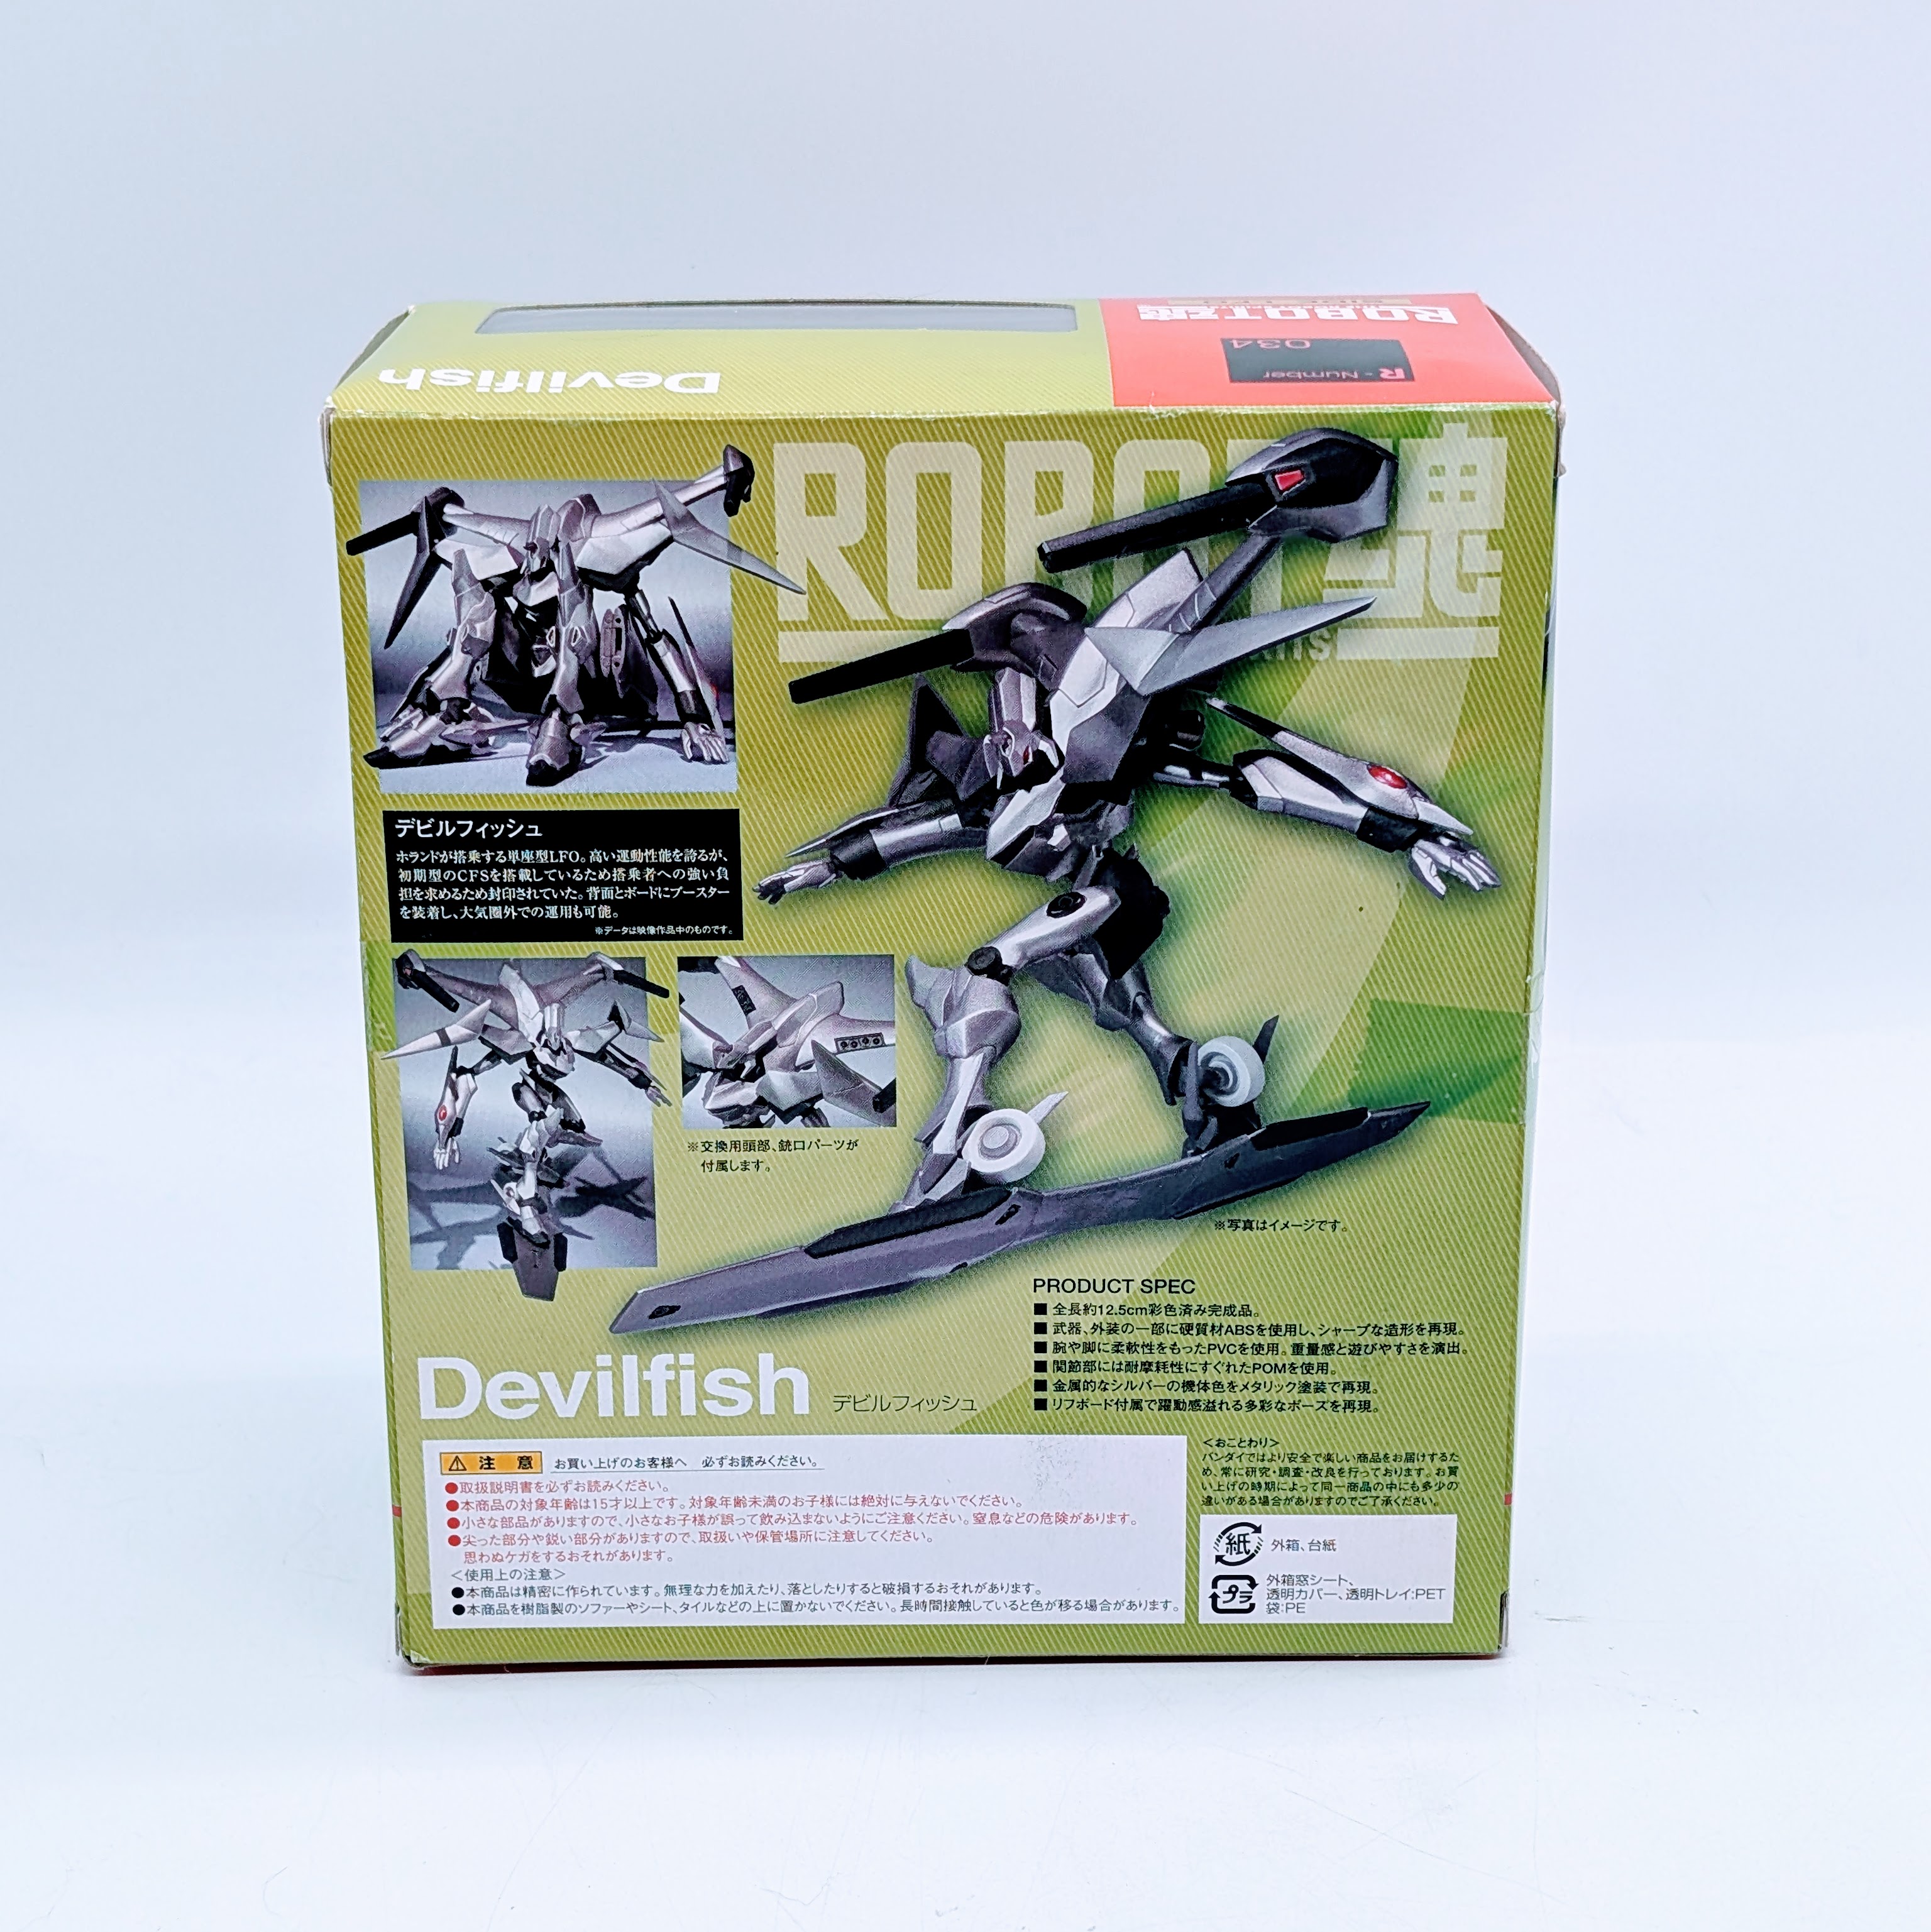 ROBOT魂
R-Number
034
Devilfish
ROBOT魂
デビルフィッシュ
ホランドが搭乗する単座型LFO。高い運動性能を誇るが、
初期型のCFSを搭載しているため搭乗者への強い負
担を求めるため封印されていた。背面とボードにブースター
を装着し、大気圏外での運用も可能。
※データは映像作品中のものです。
※交換用頭部、銃口パーツが
付属します。
※写真はイメージです。
PRODUCT SPEC
■ 全長約12.5cm彩色済み完成品。
■ 武器、外装の一部に硬質材ABSを使用し、シャープな造形を再現。
■ 腕や脚に柔軟性をもったPVCを使用。重量感と遊びやすさを演出。
■ 関節部には耐摩耗性にすぐれたPOMを使用。
■ 金属的なシルバーの機体色をメタリック塗装で再現。
■ リフボード付属で躍動感溢れる多彩なポーズを再現。
Devilfish デビルフィッシュ
注意 お買い上げのお客様へ 必ずお読みください。
●取扱説明書を必ずお読みください。
●本商品の対象年齢は15才以上です。対象年齢未満のお子様には絶対に与えないでください。
●小さな部品がありますので、小さなお子様が誤って飲み込まないようにご注意ください。窒息などの危険があります。
●尖った部分や鋭い部分がありますので、取扱いや保管場所に注意してください。
思わぬケガをするおそれがあります。
＜使用上の注意＞
●本商品は精密に作られています。無理な力を加えたり、落としたりすると破損するおそれがあります。
●本商品を樹脂製のソファーやシート、タイルなどの上に置かないでください。長時間接触していると色が移る場合があります。
＜おことわり＞
バンダイではより安全で楽しい商品をお届けするた
め、常に研究・調査・改良を行っております。お買
い上げの時期によって同一商品の中にも多少の
違いがある場合がありますのでご了承ください。
紙 外箱、台紙
プラ 外箱窓シート、
透明カバー、透明トレイ:PET
袋:PE